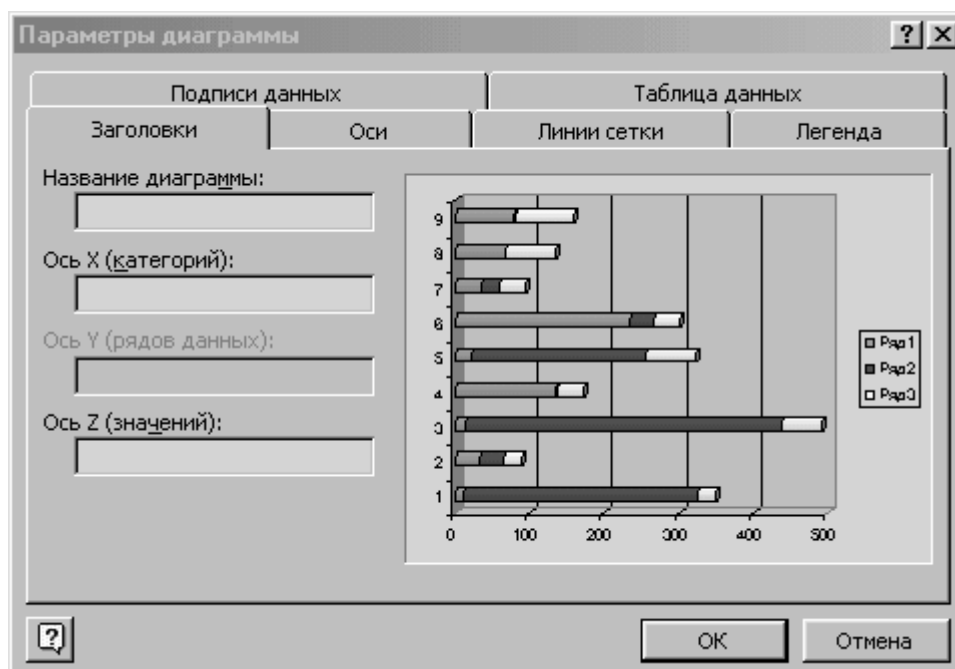 Параметры диаграммы
Подписи данных
Таблица данных
Заголовки
Оси
Линии сетки
Легенда
Название диаграммы:
Ось X (категорий):
Ось Y (рядов данных):
Ось Z (значений):
9
8
7
6
5
4
3
2
1
0 100 200 300 400 500
Ряд1
Ряд2
Ряд3
ОК
Отмена